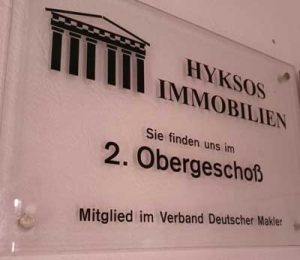 HYKSOS
IMMOBILIEN
Sie finden uns im
2. Obergeschoß
Mitglied im Verband Deutscher Makler